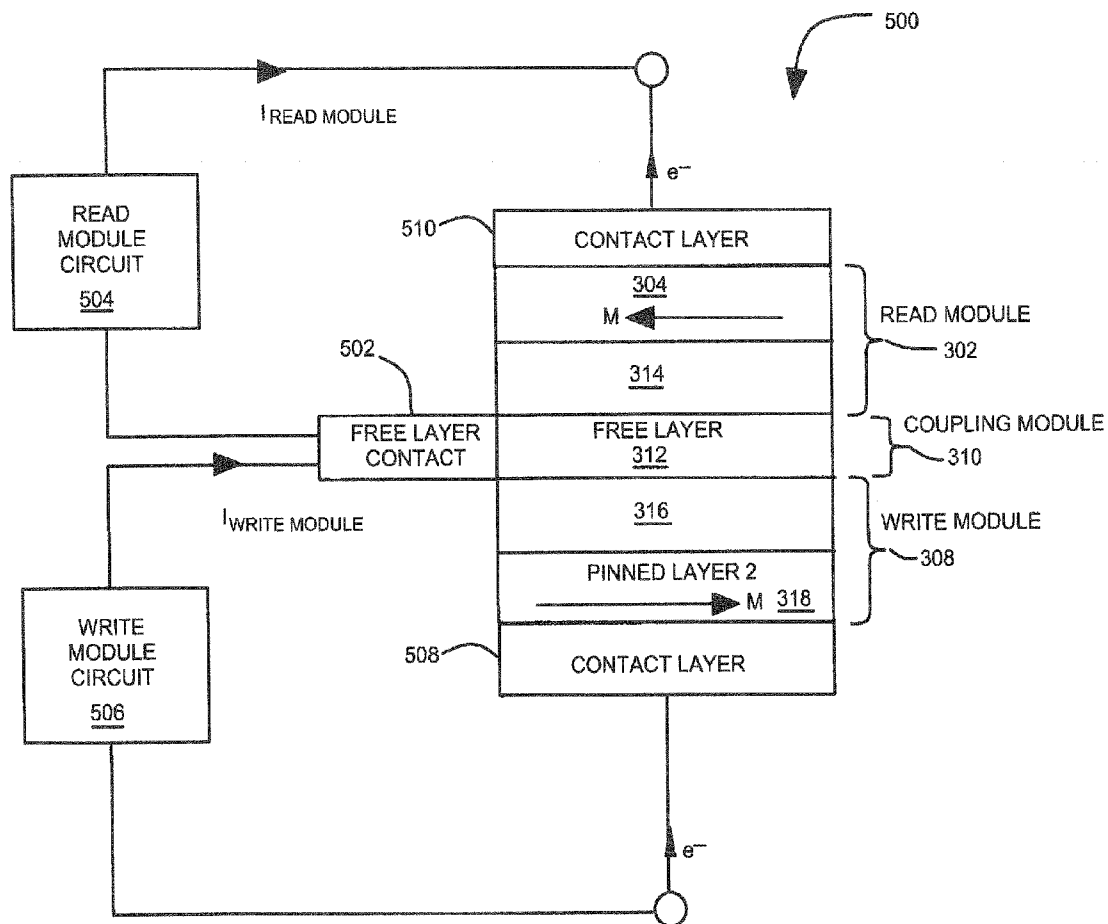 500
I READ MODULE
e−
READ
MODULE
CIRCUIT
504
510
CONTACT LAYER
304
M
READ MODULE
302
502
314
FREE LAYER
CONTACT
FREE LAYER
312
COUPLING MODULE
310
I WRITE MODULE
316
WRITE MODULE
308
PINNED LAYER 2
M 318
WRITE
MODULE
CIRCUIT
506
508
CONTACT LAYER
e−